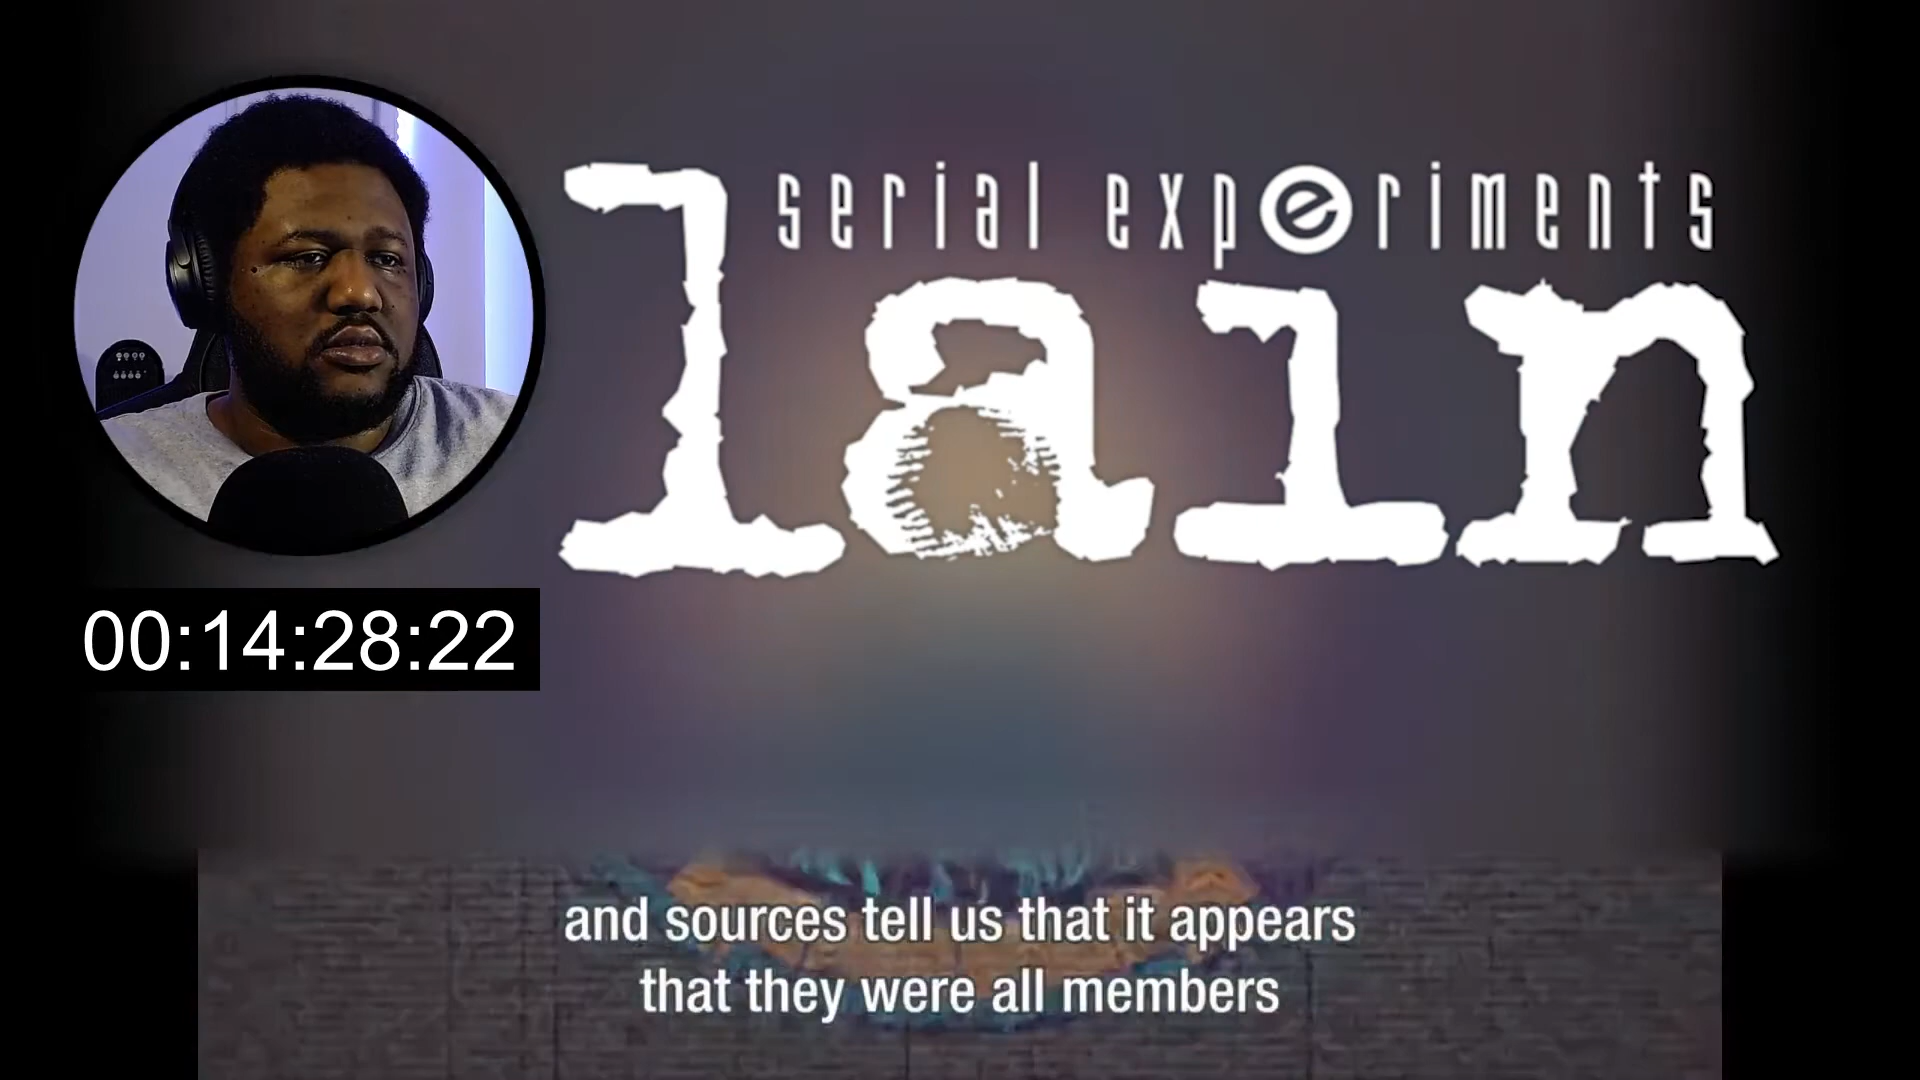 serial experiments
lain
00:14:28:22
and sources tell us that it appears
that they were all members